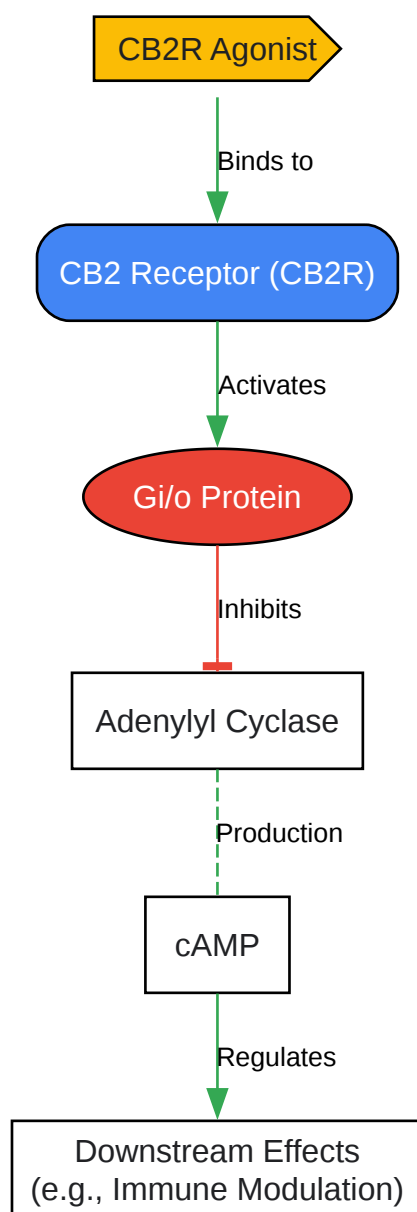 CB2R Agonist
Binds to
CB2 Receptor (CB2R)
Activates
Gi/o Protein
Inhibits
Adenylyl Cyclase
Production
cAMP
Regulates
Downstream Effects
(e.g., Immune Modulation)